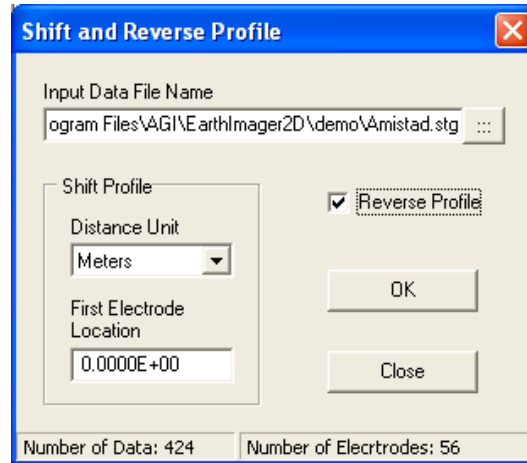 Shift and Reverse Profile
Input Data File Name
ogram Files\AGI\EarthImager2D\demo\Amistad.stg
:::
Shift Profile
Distance Unit
Meters
First Electrode
Location
0.0000E+00
Reverse Profile
OK
Close
Number of Data: 424
Number of Elecrtrodes: 56